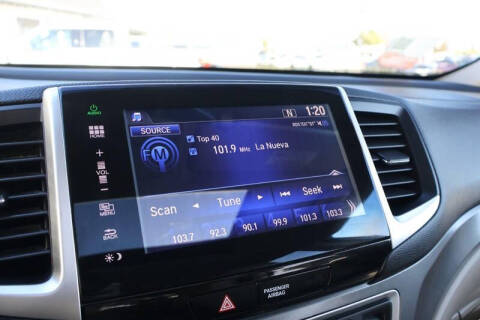 AUDIO
N 1:20
HOME
SOURCE
Top 40
FM
101.9 MHz La Nueva
+
VOL
-
Scan ◄ Tune ► Seek
MENU
103.7 92.3 90.1 99.9 101.3 103.3
BACK
PASSENGER
AIRBAG